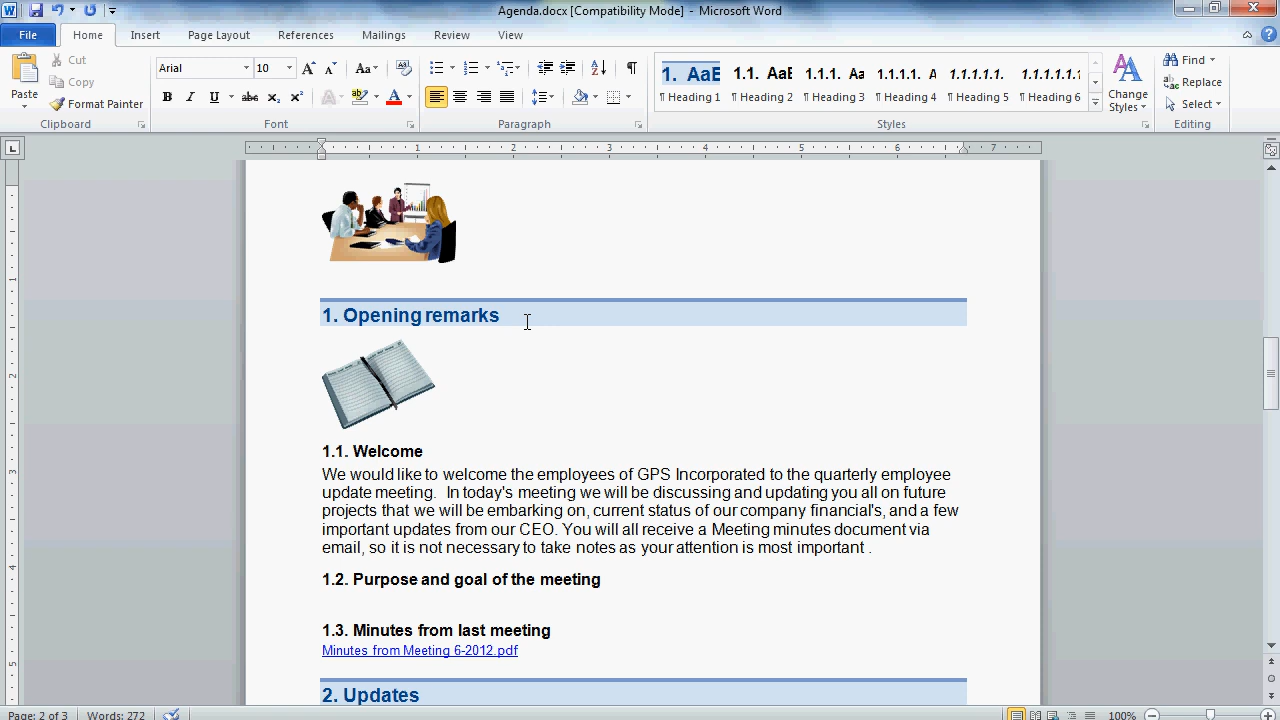 Agenda.docx [Compatibility Mode] - Microsoft Word
File Home Insert Page Layout References Mailings Review View
Paste
Cut
Copy
Format Painter
Clipboard
Arial 10
Font
Paragraph
1. AaB 1.1. AaB 1.1.1. Aa 1.1.1.1. A 1.1.1.1.1. 1.1.1.1.1.1
¶ Heading 1 ¶ Heading 2 ¶ Heading 3 ¶ Heading 4 ¶ Heading 5 ¶ Heading 6
Styles
Change Styles
Find
Replace
Select
Editing
1 2 3 4 5 6 7
1. Opening remarks
1.1. Welcome
We would like to welcome the employees of GPS Incorporated to the quarterly employee
update meeting.  In today's meeting we will be discussing and updating you all on future
projects that we will be embarking on, current status of our company financial's, and a few
important updates from our CEO. You will all receive a Meeting minutes document via
email, so it is not necessary to take notes as your attention is most important .
1.2. Purpose and goal of the meeting
1.3. Minutes from last meeting
Minutes from Meeting 6-2012.pdf
2. Updates
Page: 2 of 3 Words: 272 100%